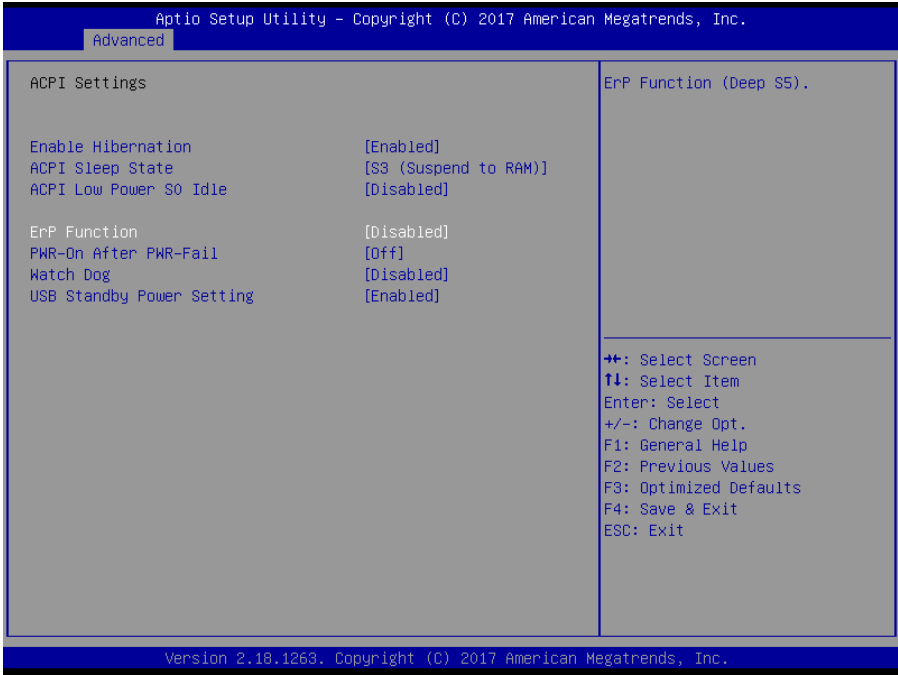 Aptio Setup Utility – Copyright (C) 2017 American Megatrends, Inc.
Advanced
ACPI Settings
Enable Hibernation [Enabled]
ACPI Sleep State [S3 (Suspend to RAM)]
ACPI Low Power S0 Idle [Disabled]
ErP Function [Disabled]
PWR-On After PWR-Fail [Off]
Watch Dog [Disabled]
USB Standby Power Setting [Enabled]
ErP Function (Deep S5).
→←: Select Screen
↑↓: Select Item
Enter: Select
+/-: Change Opt.
F1: General Help
F2: Previous Values
F3: Optimized Defaults
F4: Save & Exit
ESC: Exit
Version 2.18.1263. Copyright (C) 2017 American Megatrends, Inc.